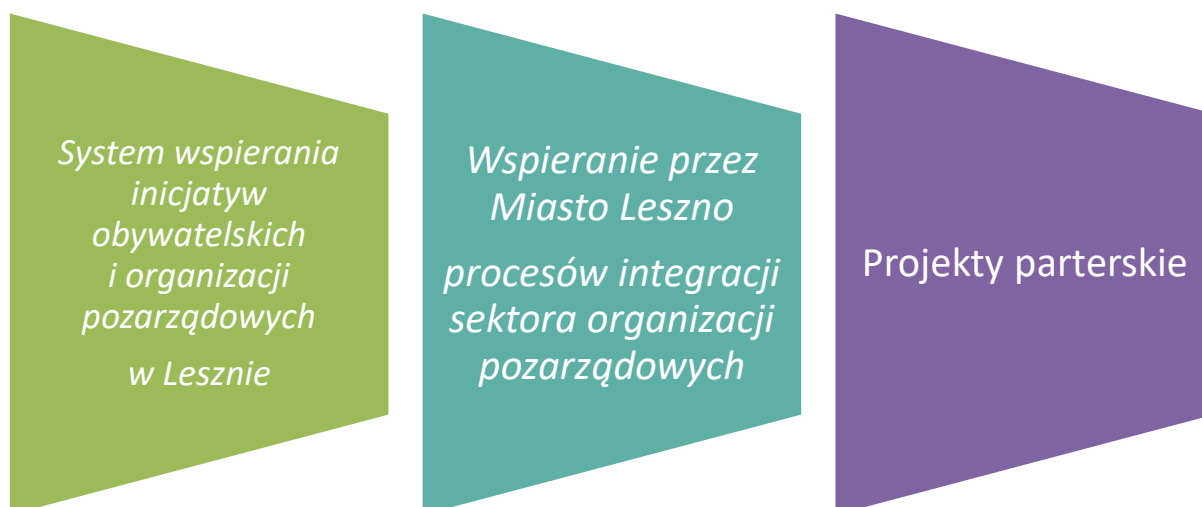 System wspierania
inicjatyw
obywatelskich
i organizacji
pozarządowych
w Lesznie
Wspieranie przez
Miasto Leszno
procesów integracji
sektora organizacji
pozarządowych
Projekty parterskie